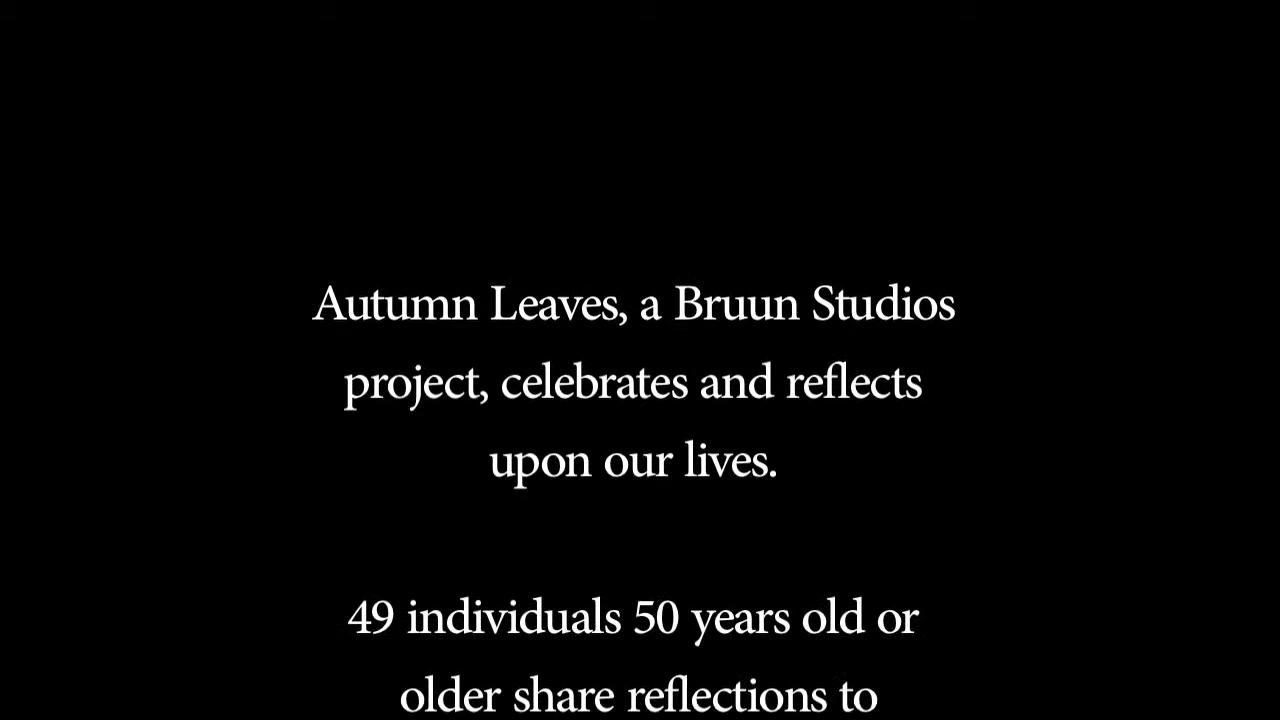 Autumn Leaves, a Bruun Studios
project, celebrates and reflects
upon our lives.
49 individuals 50 years old or
older share reflections to